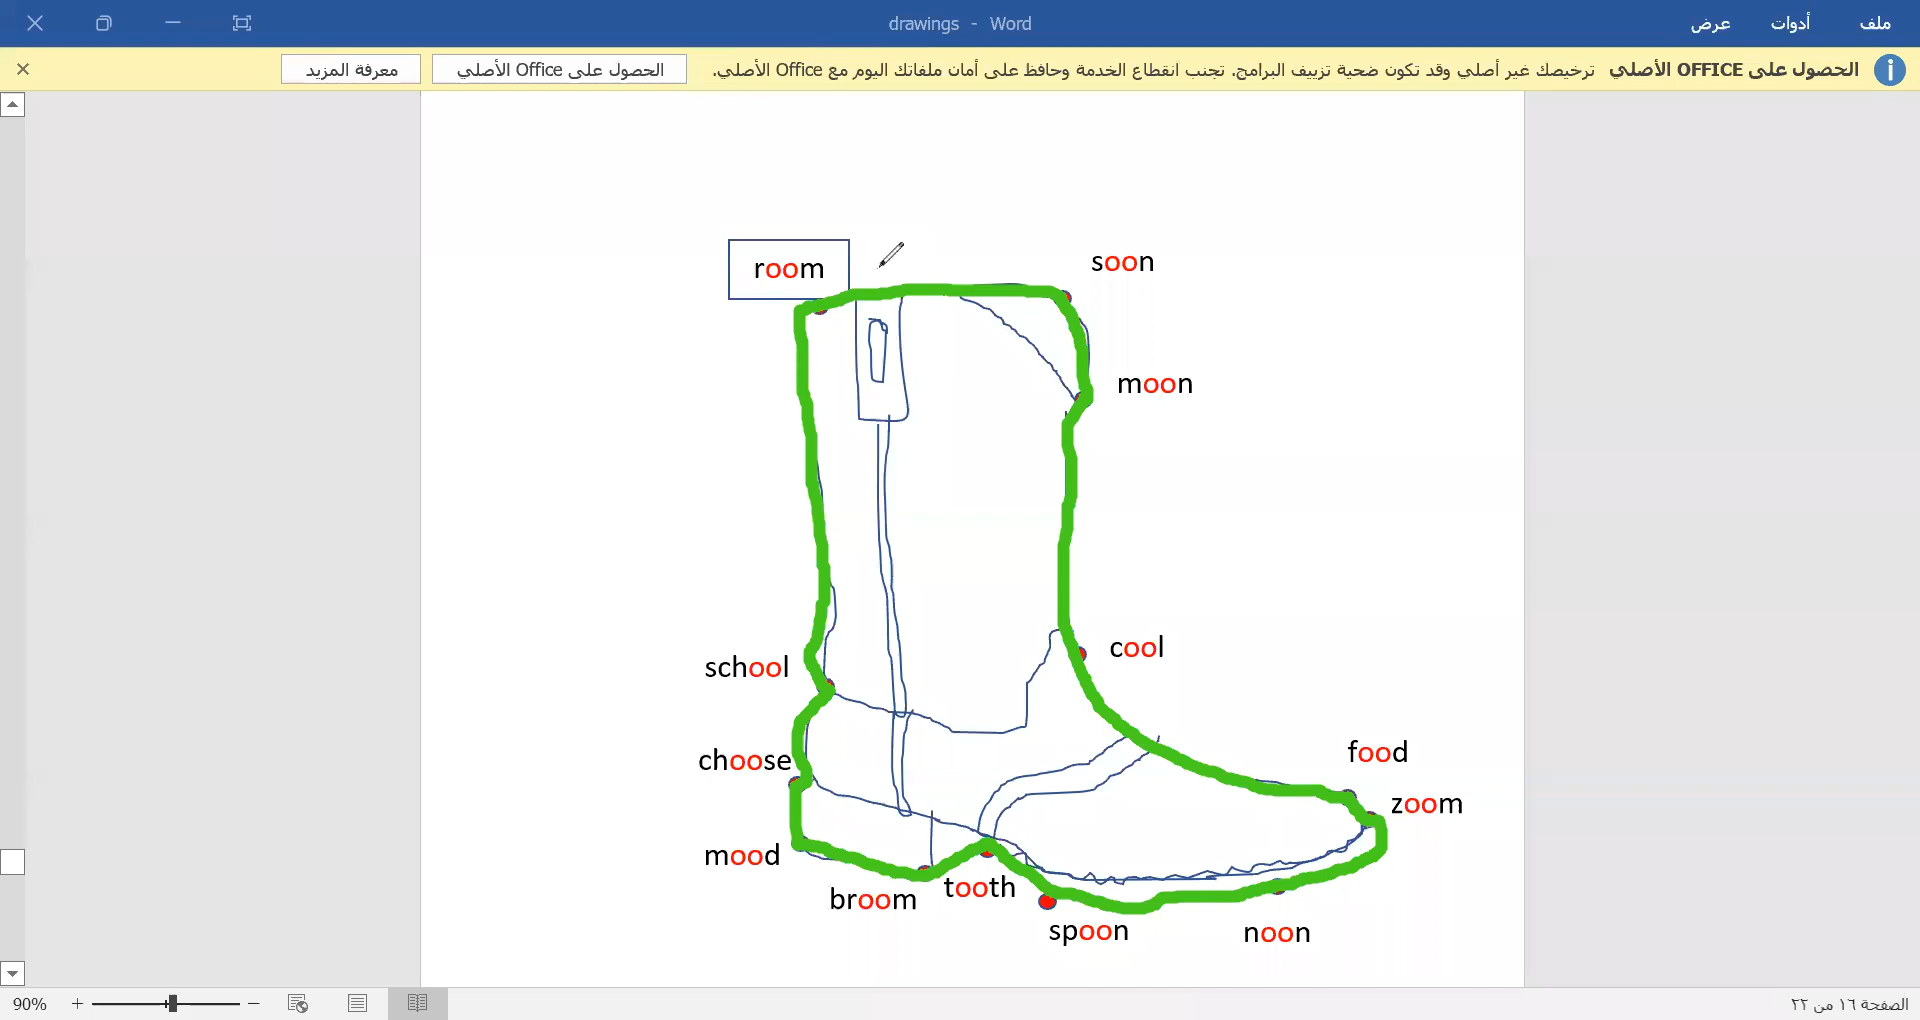 drawings - Word
ملف
أدوات
عرض
الحصول على OFFICE الأصلي ترخيصك غير أصلي وقد تكون ضحية تزييف البرامج. تجنب انقطاع الخدمة وحافظ على أمان ملفاتك اليوم مع Office الأصلي.
الحصول على Office الأصلي
معرفة المزيد
room
soon
moon
cool
school
food
choose
zoom
mood
tooth
broom
spoon
noon
90%
الصفحة ١٦ من ٢٢